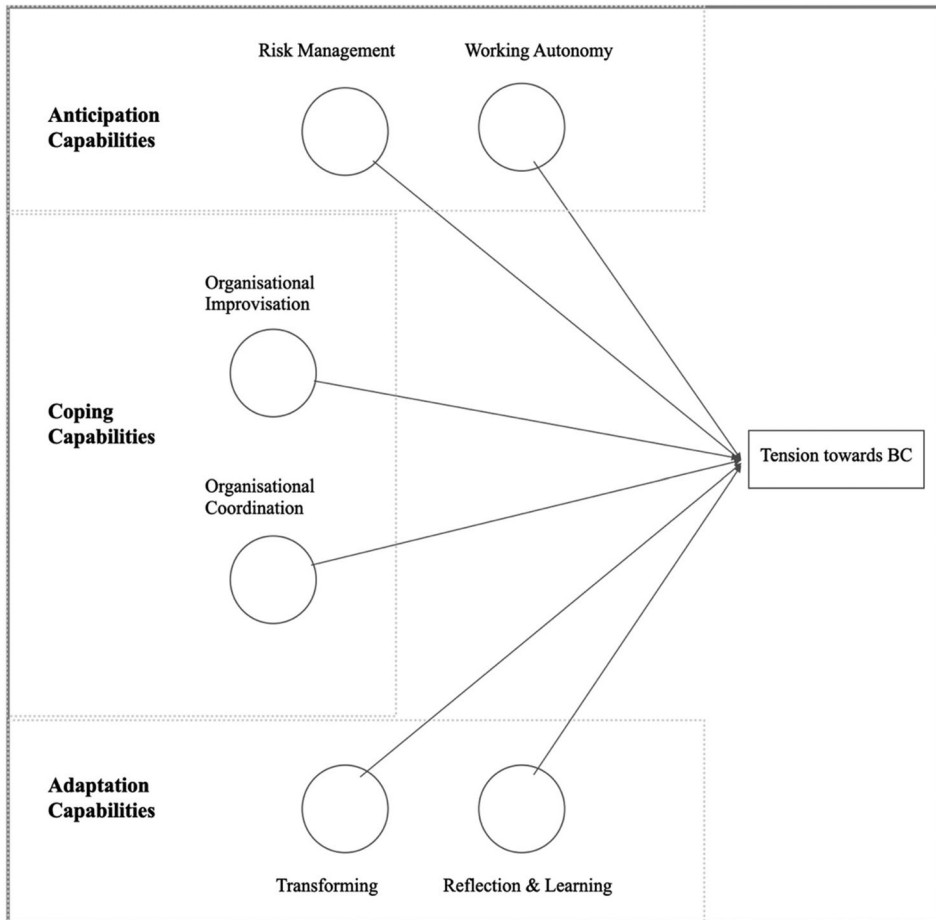 Risk Management
Working Autonomy
Anticipation
Capabilities
Organisational
Improvisation
Coping
Capabilities
Organisational
Coordination
Tension towards BC
Adaptation
Capabilities
Transforming
Reflection & Learning